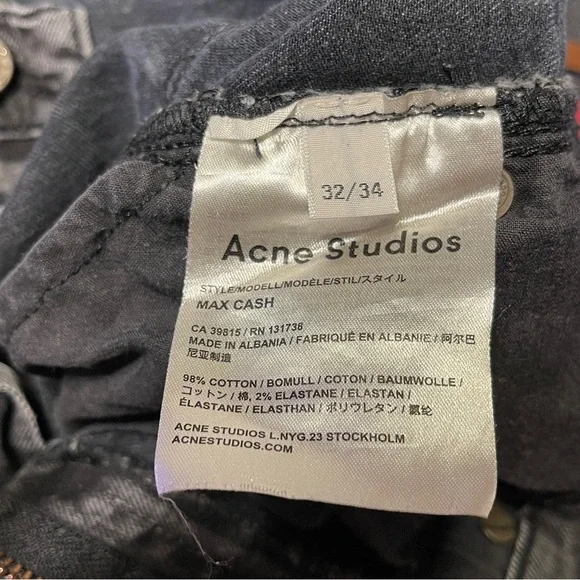 32/34
Acne Studios
STYLE/MODELL/MODÈLE/STIL/スタイル
MAX CASH
CA 39815 / RN 131738
MADE IN ALBANIA / FABRIQUÉ EN ALBANIE / 阿尔巴
尼亚制造
98% COTTON / BOMULL / COTON / BAUMWOLLE /
コットン / 棉, 2% ELASTANE / ELASTAN /
ÉLASTANE / ELASTHAN / ポリウレタン / 氨纶
ACNE STUDIOS L.NYG.23 STOCKHOLM
ACNESTUDIOS.COM